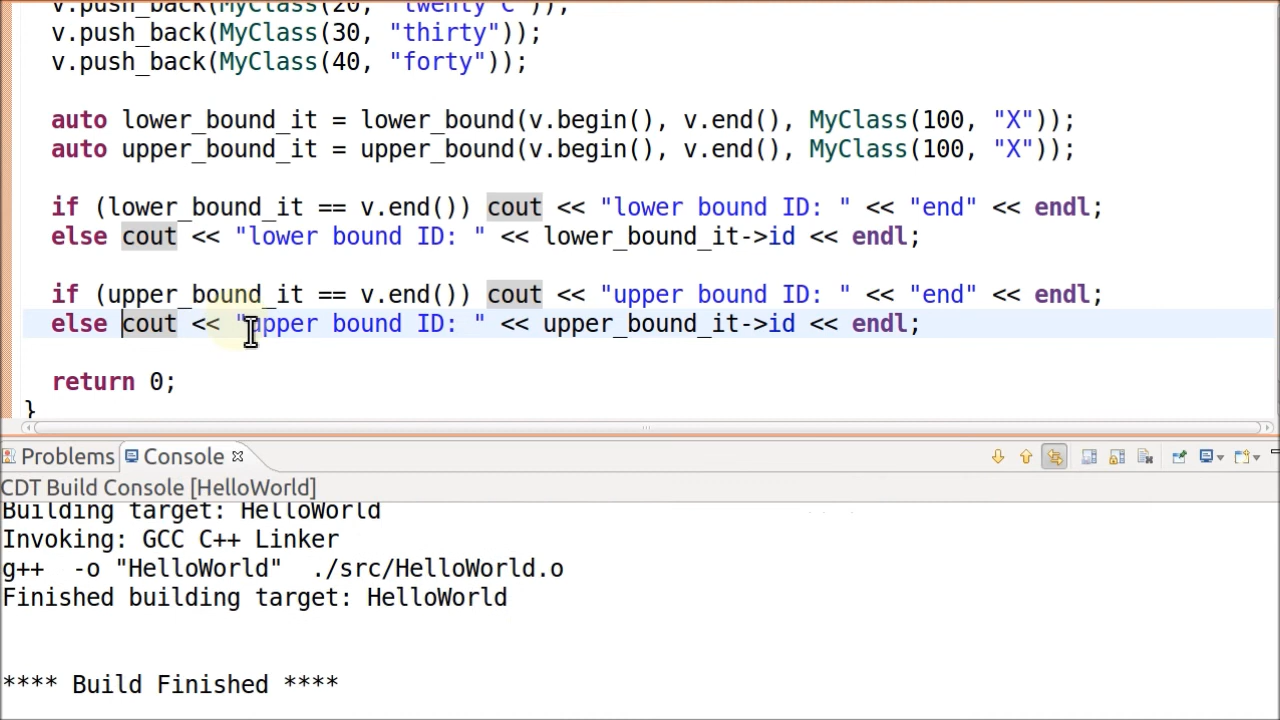 v.push_back(MyClass(20, "twenty C"));
v.push_back(MyClass(30, "thirty"));
v.push_back(MyClass(40, "forty"));
auto lower_bound_it = lower_bound(v.begin(), v.end(), MyClass(100, "X"));
auto upper_bound_it = upper_bound(v.begin(), v.end(), MyClass(100, "X"));
if (lower_bound_it == v.end()) cout << "lower bound ID: " << "end" << endl;
else cout << "lower bound ID: " << lower_bound_it->id << endl;
if (upper_bound_it == v.end()) cout << "upper bound ID: " << "end" << endl;
else cout << "upper bound ID: " << upper_bound_it->id << endl;
return 0;
}
Problems Console
CDT Build Console [HelloWorld]
Building target: HelloWorld
Invoking: GCC C++ Linker
g++ -o "HelloWorld" ./src/HelloWorld.o
Finished building target: HelloWorld
**** Build Finished ****